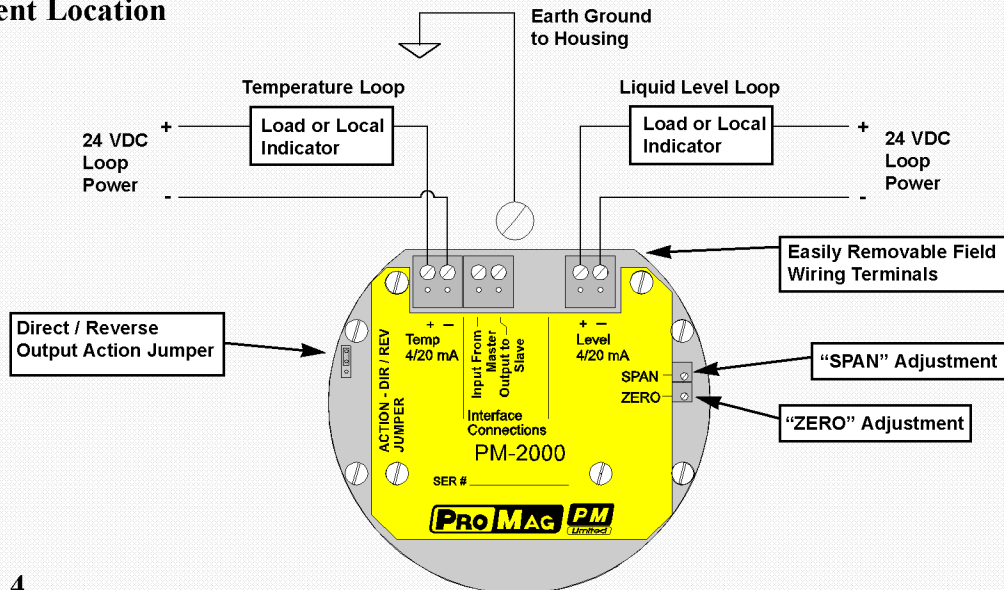 ent Location
Earth Ground
to Housing
Temperature Loop
Liquid Level Loop
+
24 VDC
Loop
Power
-
Load or Local
Indicator
Load or Local
Indicator
+
24 VDC
Loop
Power
-
Easily Removable Field
Wiring Terminals
Direct / Reverse
Output Action Jumper
+ –
Temp
4/20 mA
Input From
Master
Output to
Slave
+ –
Level
4/20 mA
SPAN
ZERO
“SPAN” Adjustment
“ZERO” Adjustment
ACTION - DIR / REV
JUMPER
Interface
Connections
PM-2000
SER #
PRO MAG
PM
Limited
4